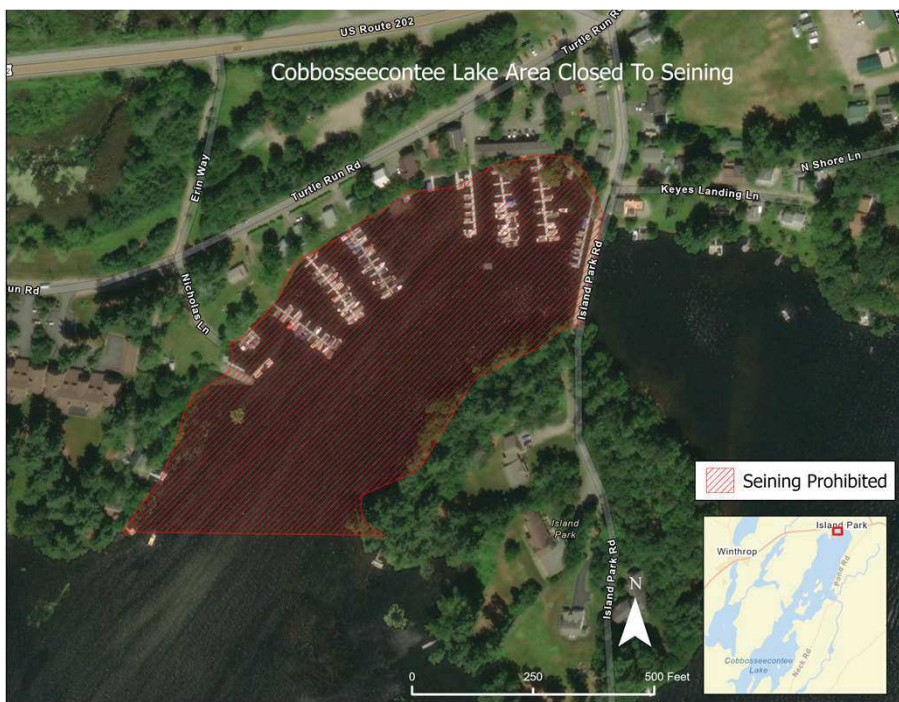 US Route 202
Turtle Run Rd
Cobbosseecontee Lake Area Closed To Seining
Erin Way
Turtle Run Rd
N Shore Ln
Keyes Landing Ln
Island Park Rd
un Rd
Nicholas Ln
Seining Prohibited
Island
Park
Island Park Rd
N
0 250 500 Feet
Island Park
Winthrop
Pond Rd
Neck Rd
Cobbosseecontee
Lake